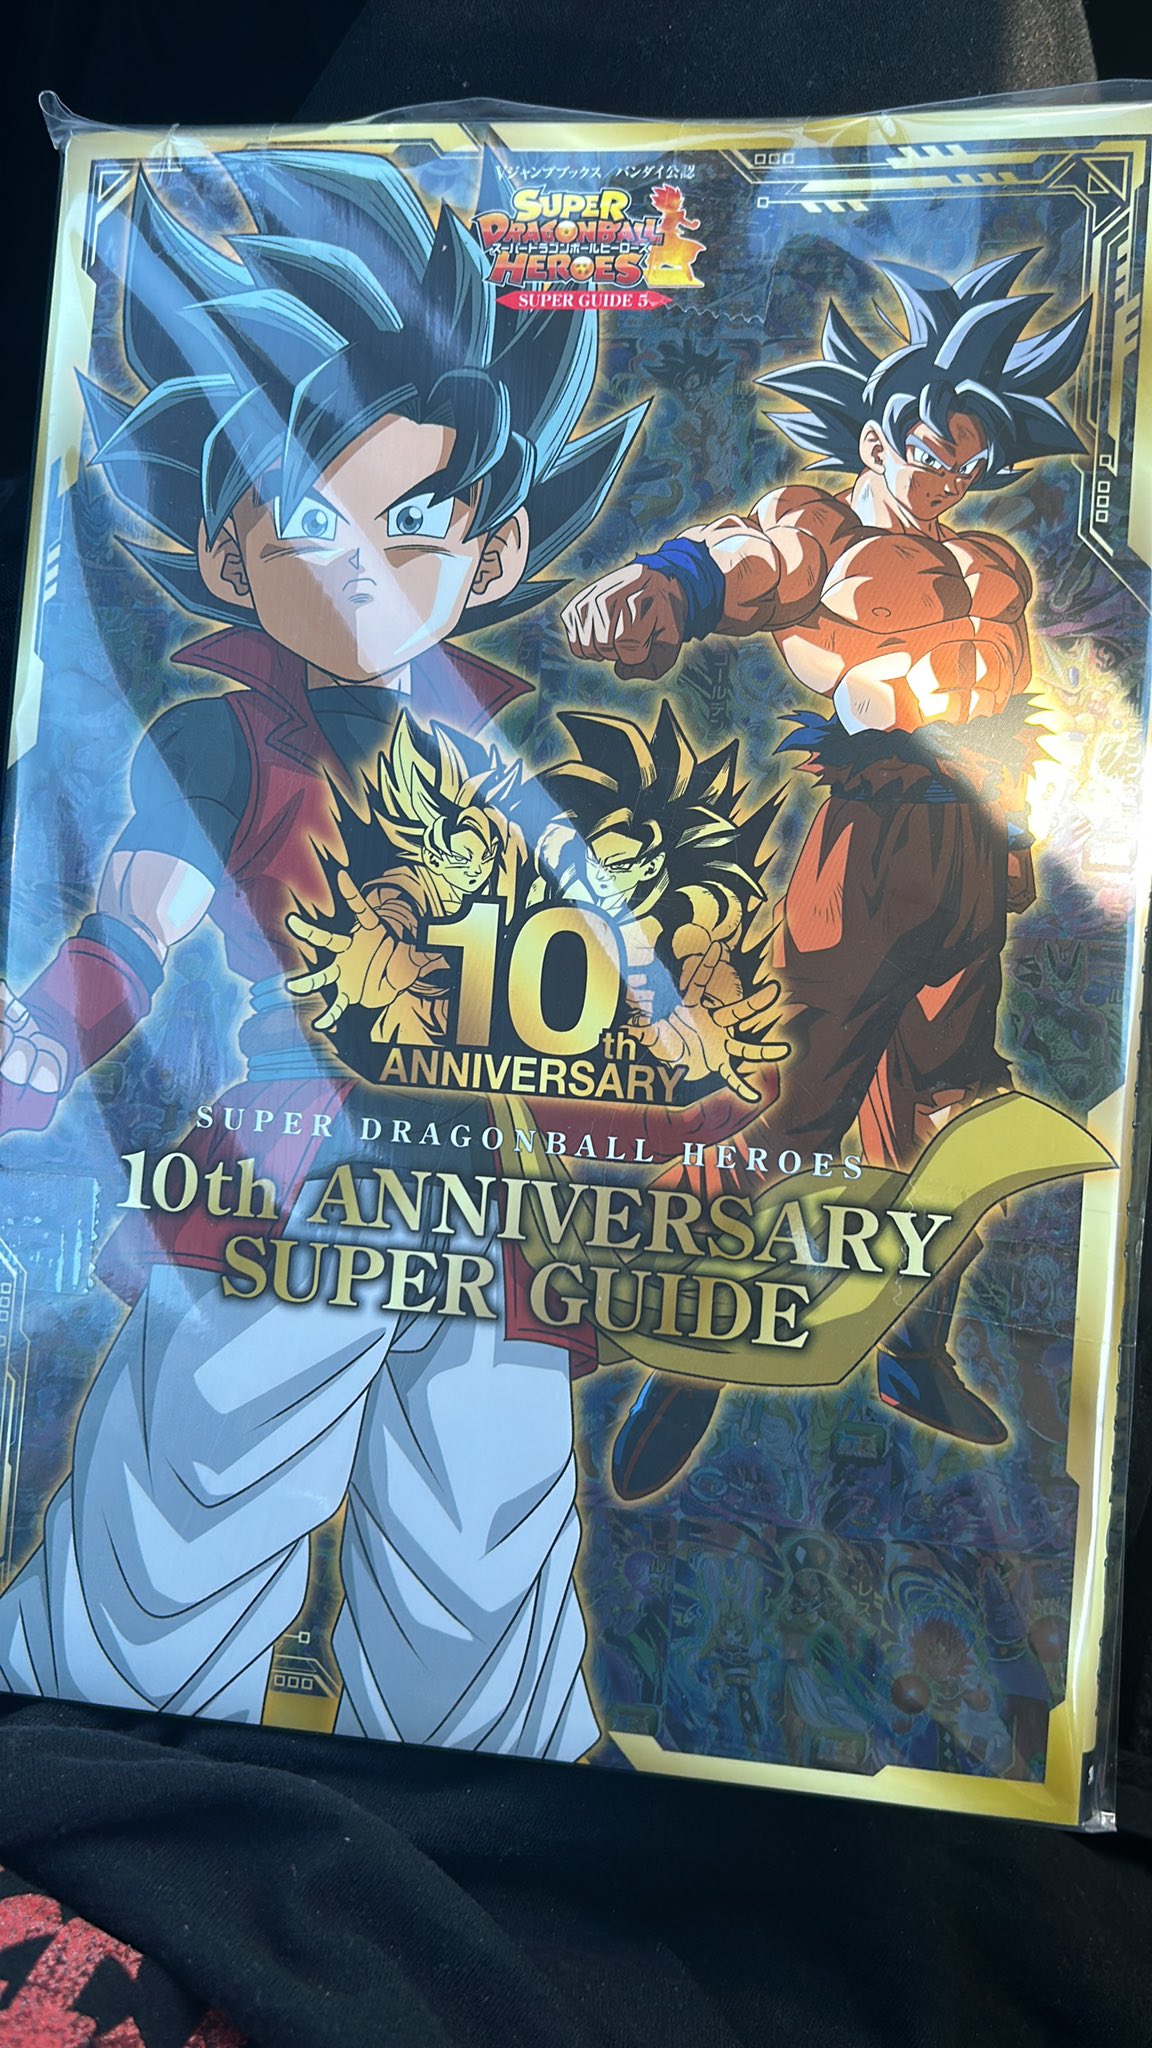 Vジャンプブックス/バンダイ公認
SUPER
DRAGONBALL
スーパードラゴンボールヒーローズ
HEROES
SUPER GUIDE 5
10th
ANNIVERSARY
SUPER DRAGONBALL HEROES
10th ANNIVERSARY
SUPER GUIDE